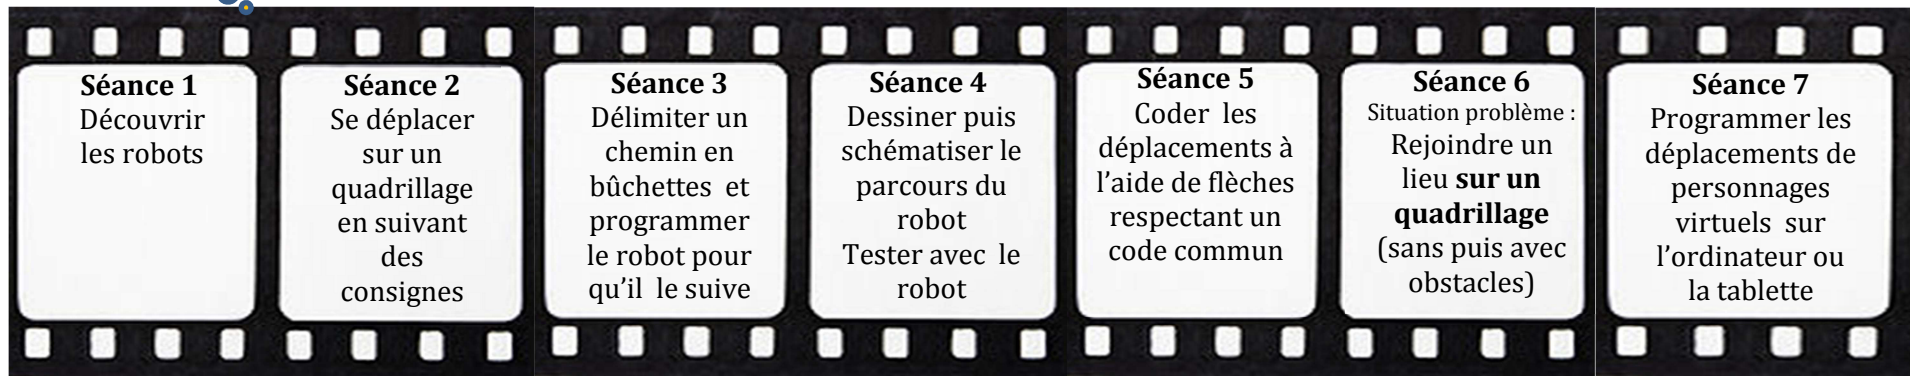 Séance 1
Découvrir
les robots
Séance 2
Se déplacer
sur un
quadrillage
en suivant
des
consignes
Séance 3
Délimiter un
chemin en
bûchettes et
programmer
le robot pour
qu'il le suive
Séance 4
Dessiner puis
schématiser le
parcours du
robot
Tester avec le
robot
Séance 5
Coder les
déplacements à
l'aide de flèches
respectant un
code commun
Séance 6
Situation problème :
Rejoindre un
lieu sur un
quadrillage
(sans puis avec
obstacles)
Séance 7
Programmer les
déplacements de
personnages
virtuels sur
l'ordinateur ou
la tablette